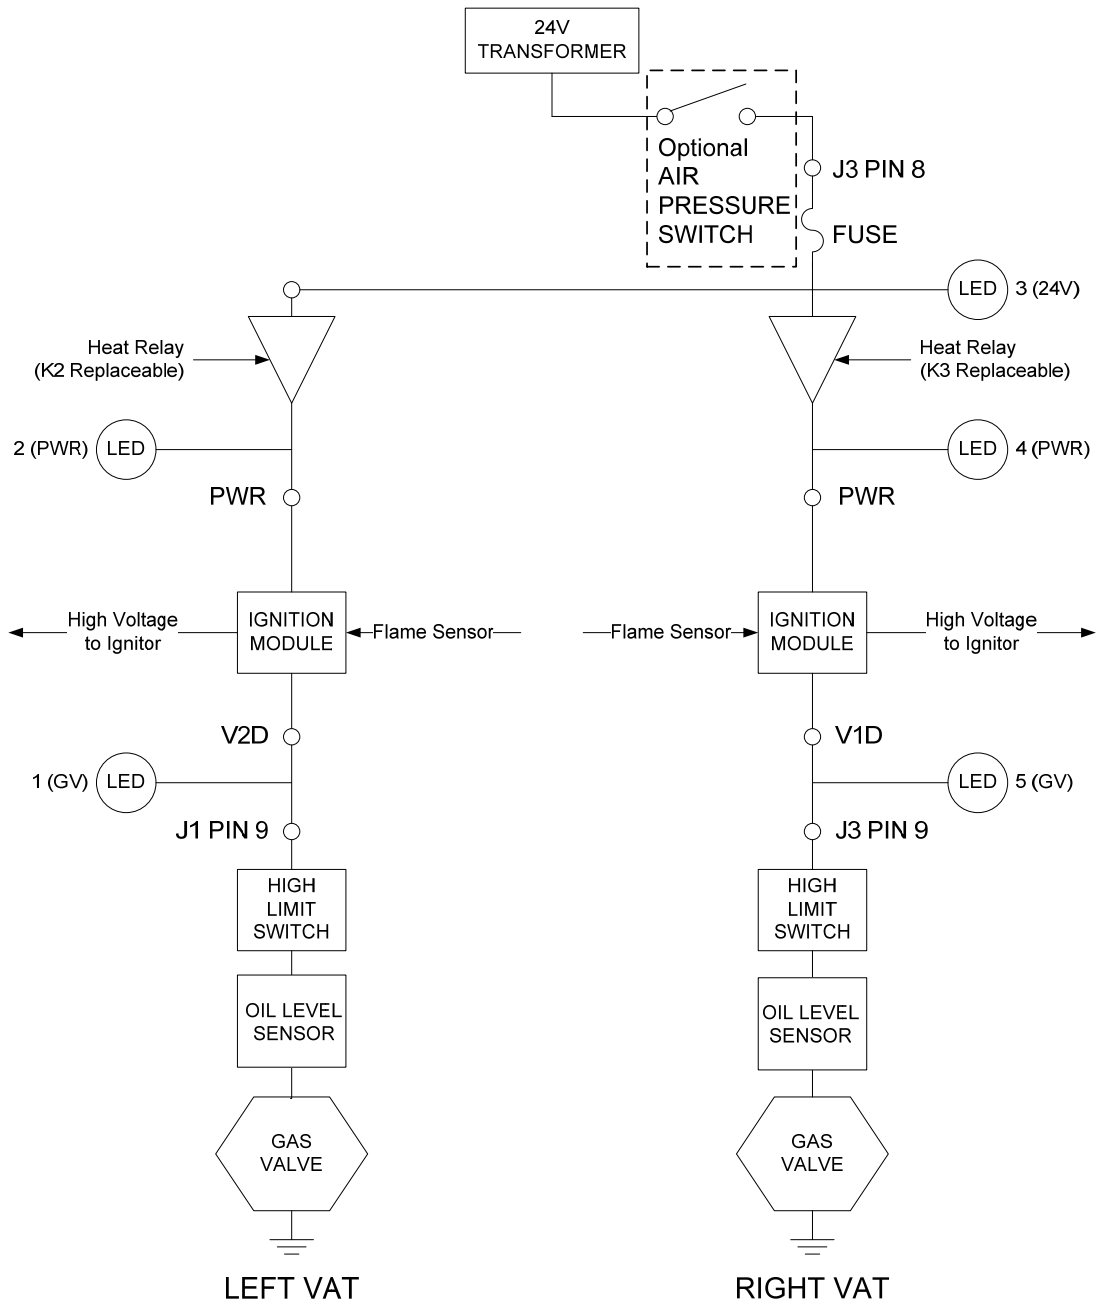 24V
TRANSFORMER
Optional
AIR
PRESSURE
SWITCH
J3 PIN 8
FUSE
LED
3 (24V)
Heat Relay
(K2 Replaceable)
Heat Relay
(K3 Replaceable)
2 (PWR)
LED
LED
4 (PWR)
PWR
PWR
High Voltage
to Ignitor
IGNITION
MODULE
Flame Sensor
Flame Sensor
IGNITION
MODULE
High Voltage
to Ignitor
V2D
V1D
1 (GV)
LED
LED
5 (GV)
J1 PIN 9
J3 PIN 9
HIGH
LIMIT
SWITCH
HIGH
LIMIT
SWITCH
OIL LEVEL
SENSOR
OIL LEVEL
SENSOR
GAS
VALVE
GAS
VALVE
LEFT VAT
RIGHT VAT